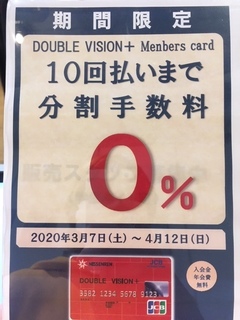 期間限定
DOUBLE VISION+ Menbers card
10回払いまで
分割手数料
0%
2020年3月7日(土)～4月12日(日)
DOUBLE VISION+
JCB
入会金
年会費
無料